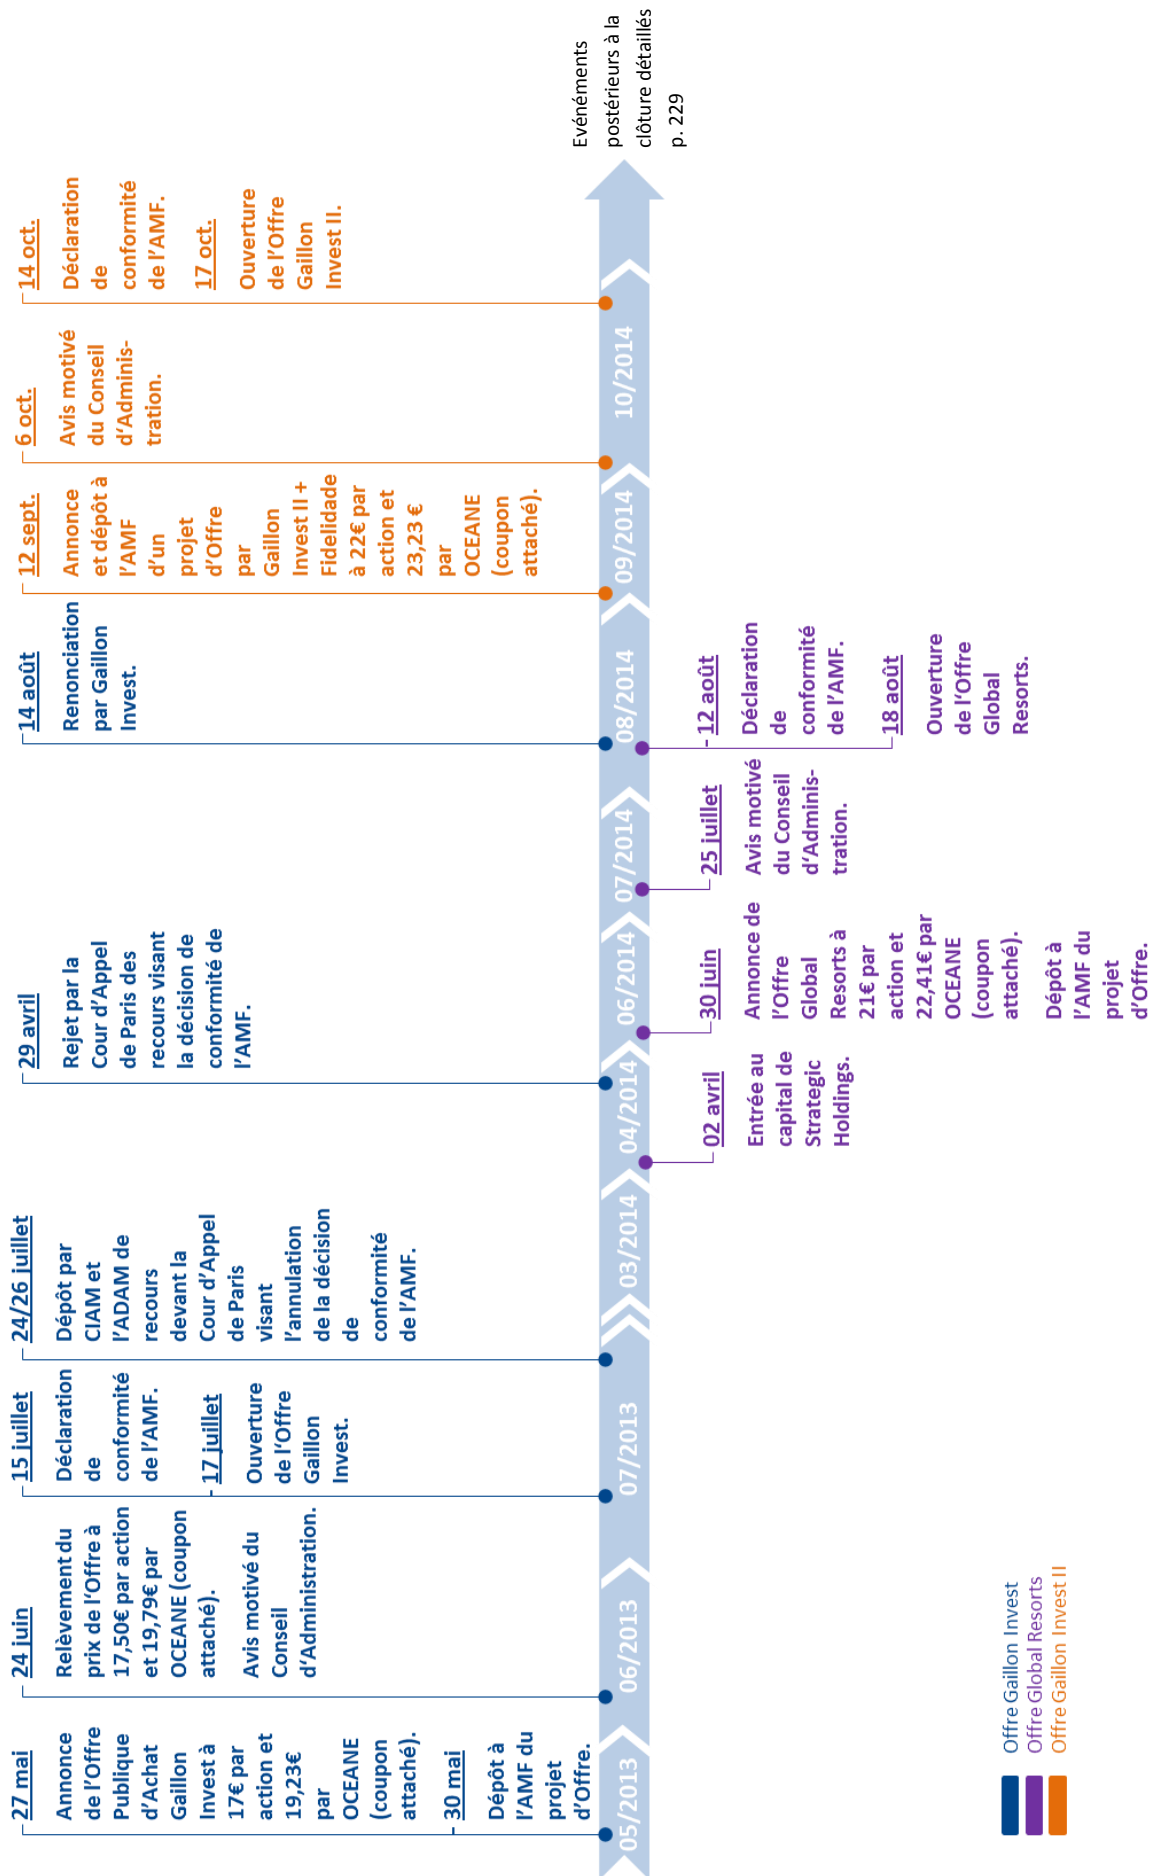 27 mai
Annonce
de l'Offre
Publique
d'Achat
Gaillon
Invest à
17€ par
action et
19,23€
par
OCEANE
(coupon
attaché).
30 mai
Dépôt à
l'AMF du
projet
d'Offre.
24 juin
Relèvement du
prix de l'Offre à
17,50€ par action
et 19,79€ par
OCEANE (coupon
attaché).
Avis motivé du
Conseil
d'Administration.
15 juillet
Déclaration
de
conformité
de l'AMF.
17 juillet
Ouverture
de l'Offre
Gaillon
Invest.
24/26 juillet
Dépôt par
CIAM et
l'ADAM de
recours
devant la
Cour d'Appel
de Paris
visant
l'annulation
de la décision
de
conformité
de l'AMF.
29 avril
Rejet par la
Cour d'Appel
de Paris des
recours visant
la décision de
conformité de
l'AMF.
14 août
Renonciation
par Gaillon
Invest.
12 sept.
Annonce
et dépôt à
l'AMF
d'un
projet
d'Offre
par
Gaillon
Invest II +
Fidelidade
à 22€ par
action et
23,23 €
par
OCEANE
(coupon
attaché).
6 oct.
Avis motivé
du Conseil
d'Adminis-
tration.
14 oct.
Déclaration
de
conformité
de l'AMF.
17 oct.
Ouverture
de l'Offre
Gaillon
Invest II.
05/2013
06/2013
07/2013
03/2014
04/2014
06/2014
07/2014
08/2014
09/2014
10/2014
Evénéments
postérieurs à la
clôture détaillés
p. 229
02 avril
Entrée au
capital de
Strategic
Holdings.
30 juin
Annonce de
l'Offre
Global
Resorts à
21€ par
action et
22,41€ par
OCEANE
(coupon
attaché).
Dépôt à
l'AMF du
projet
d'Offre.
25 juillet
Avis motivé
du Conseil
d'Adminis-
tration.
12 août
Déclaration
de
conformité
de l'AMF.
18 août
Ouverture
de l'Offre
Global
Resorts.
Offre Gaillon Invest
Offre Global Resorts
Offre Gaillon Invest II